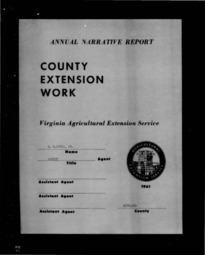 ANNUAL NARRATIVE REPORT
COUNTY
EXTENSION
WORK
Virginia Agricultural Extension Service
Name
Agent
Title
Assistant Agent
1961
Assistant Agent
Assistant Agent
County